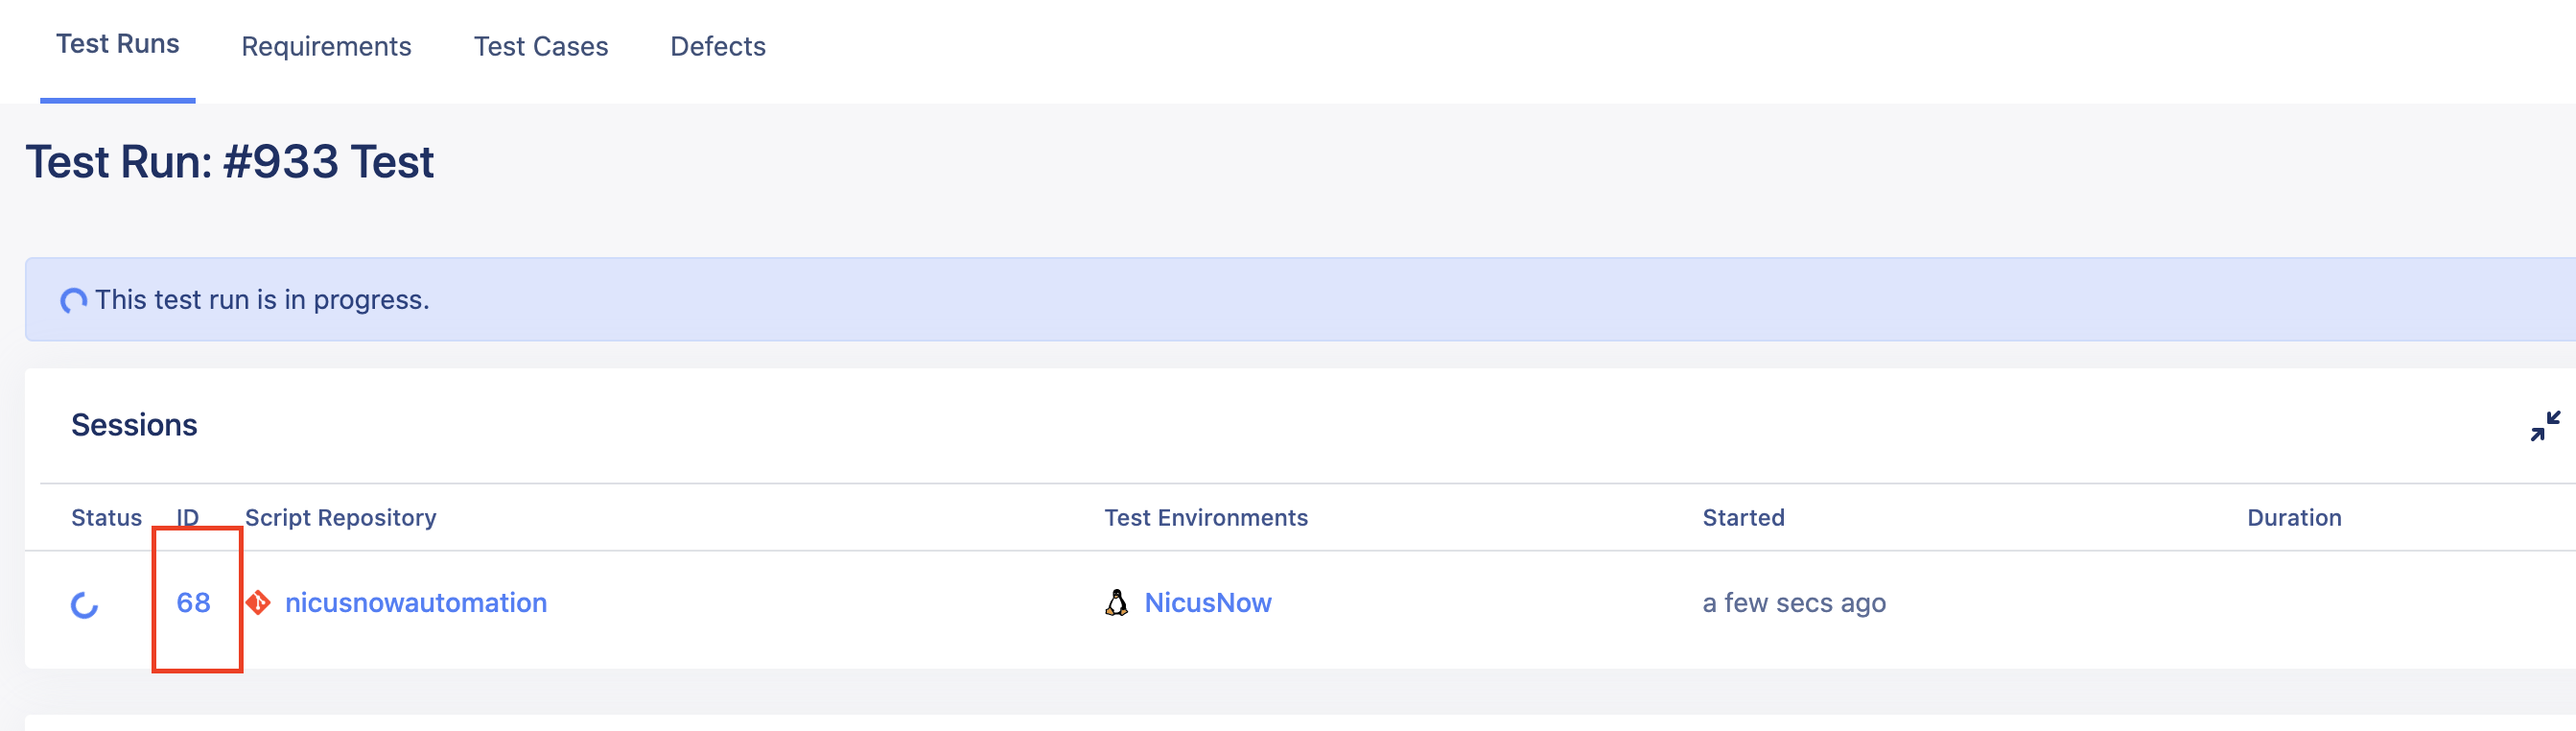 Test Runs Requirements Test Cases Defects
Test Run: #933 Test
This test run is in progress.
Sessions
Status ID Script Repository Test Environments Started Duration
68 nicusnowautomation NicusNow a few secs ago